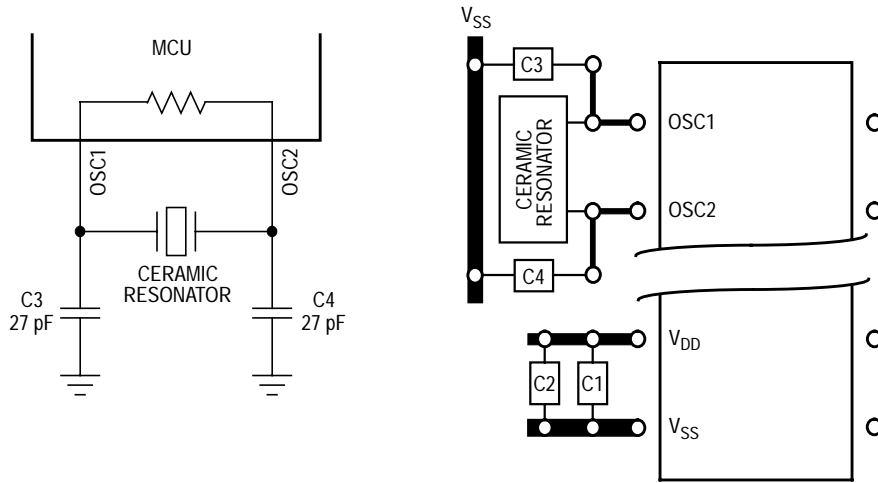 MCU
OSC1
OSC2
CERAMIC
RESONATOR
C3
27 pF
C4
27 pF
VSS
C3
CERAMIC
RESONATOR
C4
OSC1
OSC2
C2
C1
VDD
VSS